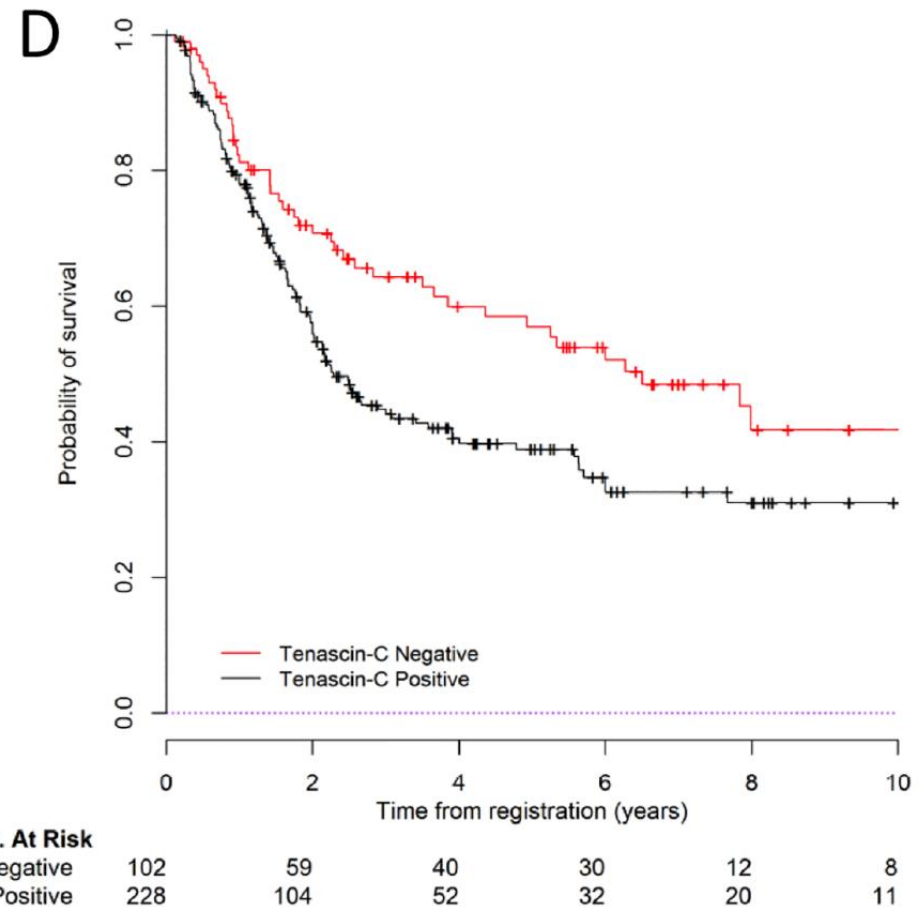 D
1.0
0.8
0.6
0.4
0.2
0.0
Probability of survival
Tenascin-C Negative
Tenascin-C Positive
0 2 4 6 8 10
Time from registration (years)
. At Risk
egative 102 59 40 30 12 8
Positive 228 104 52 32 20 11